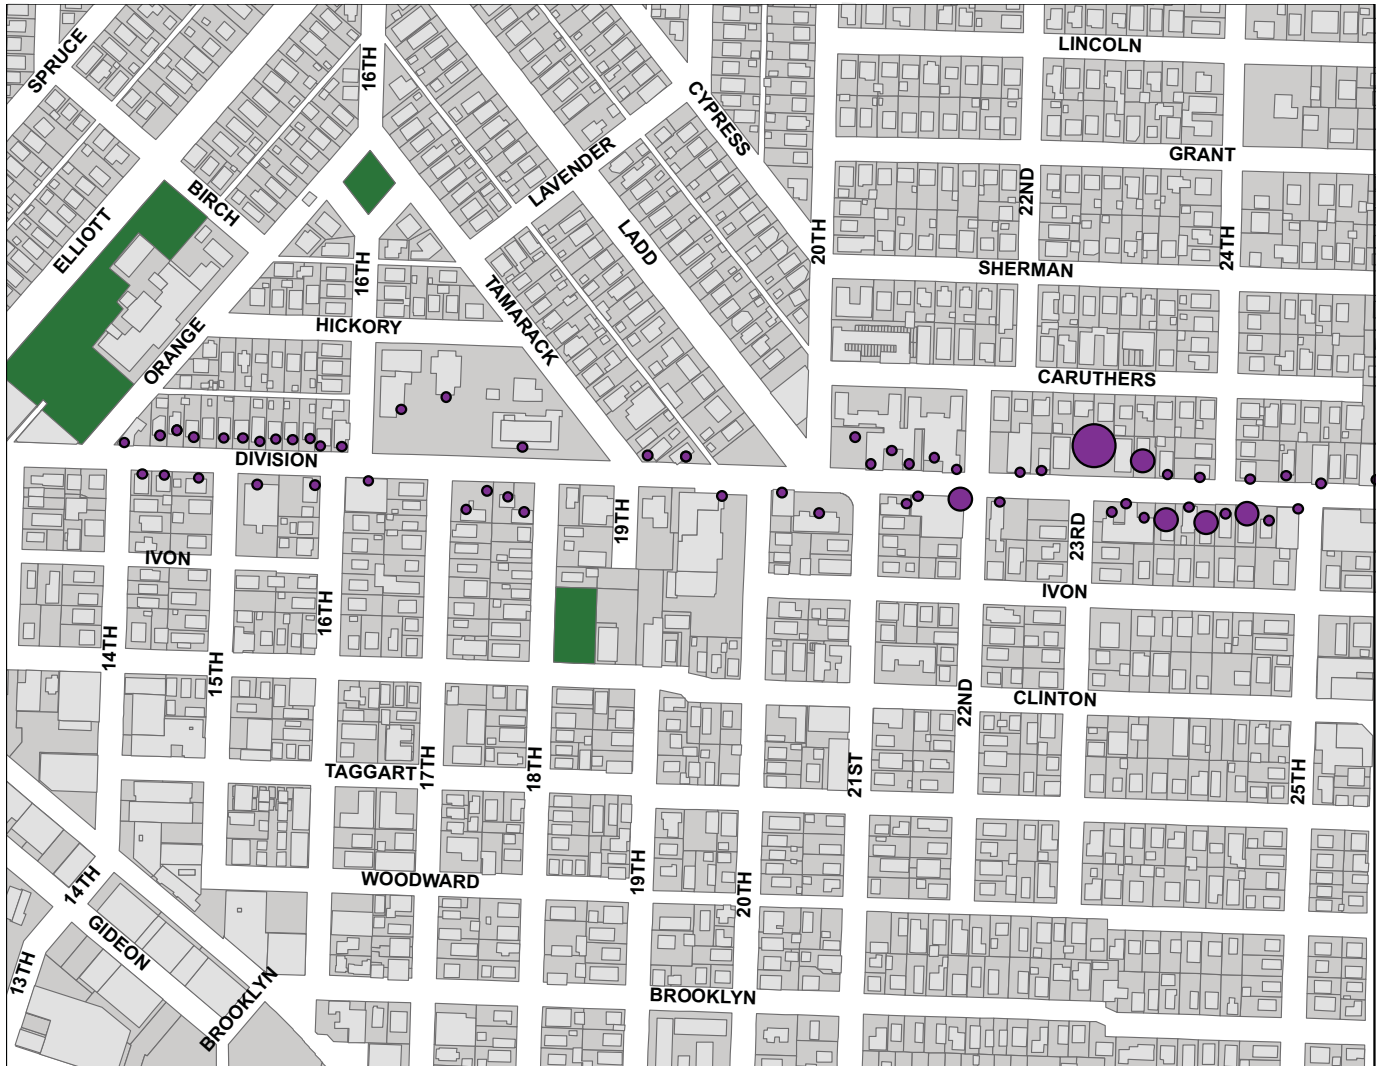 LINCOLN
SPRUCE
16TH
CYPRESS
GRANT
LAVENDER
BIRCH
22ND
ELLIOTT
LADD
20TH
24TH
16TH
SHERMAN
TAMARACK
HICKORY
ORANGE
CARUTHERS
DIVISION
19TH
23RD
IVON
IVON
16TH
14TH
15TH
22ND
CLINTON
TAGGART
17TH
18TH
21ST
25TH
14TH
WOODWARD
19TH
20TH
GIDEON
13TH
BROOKLYN
BROOKLYN